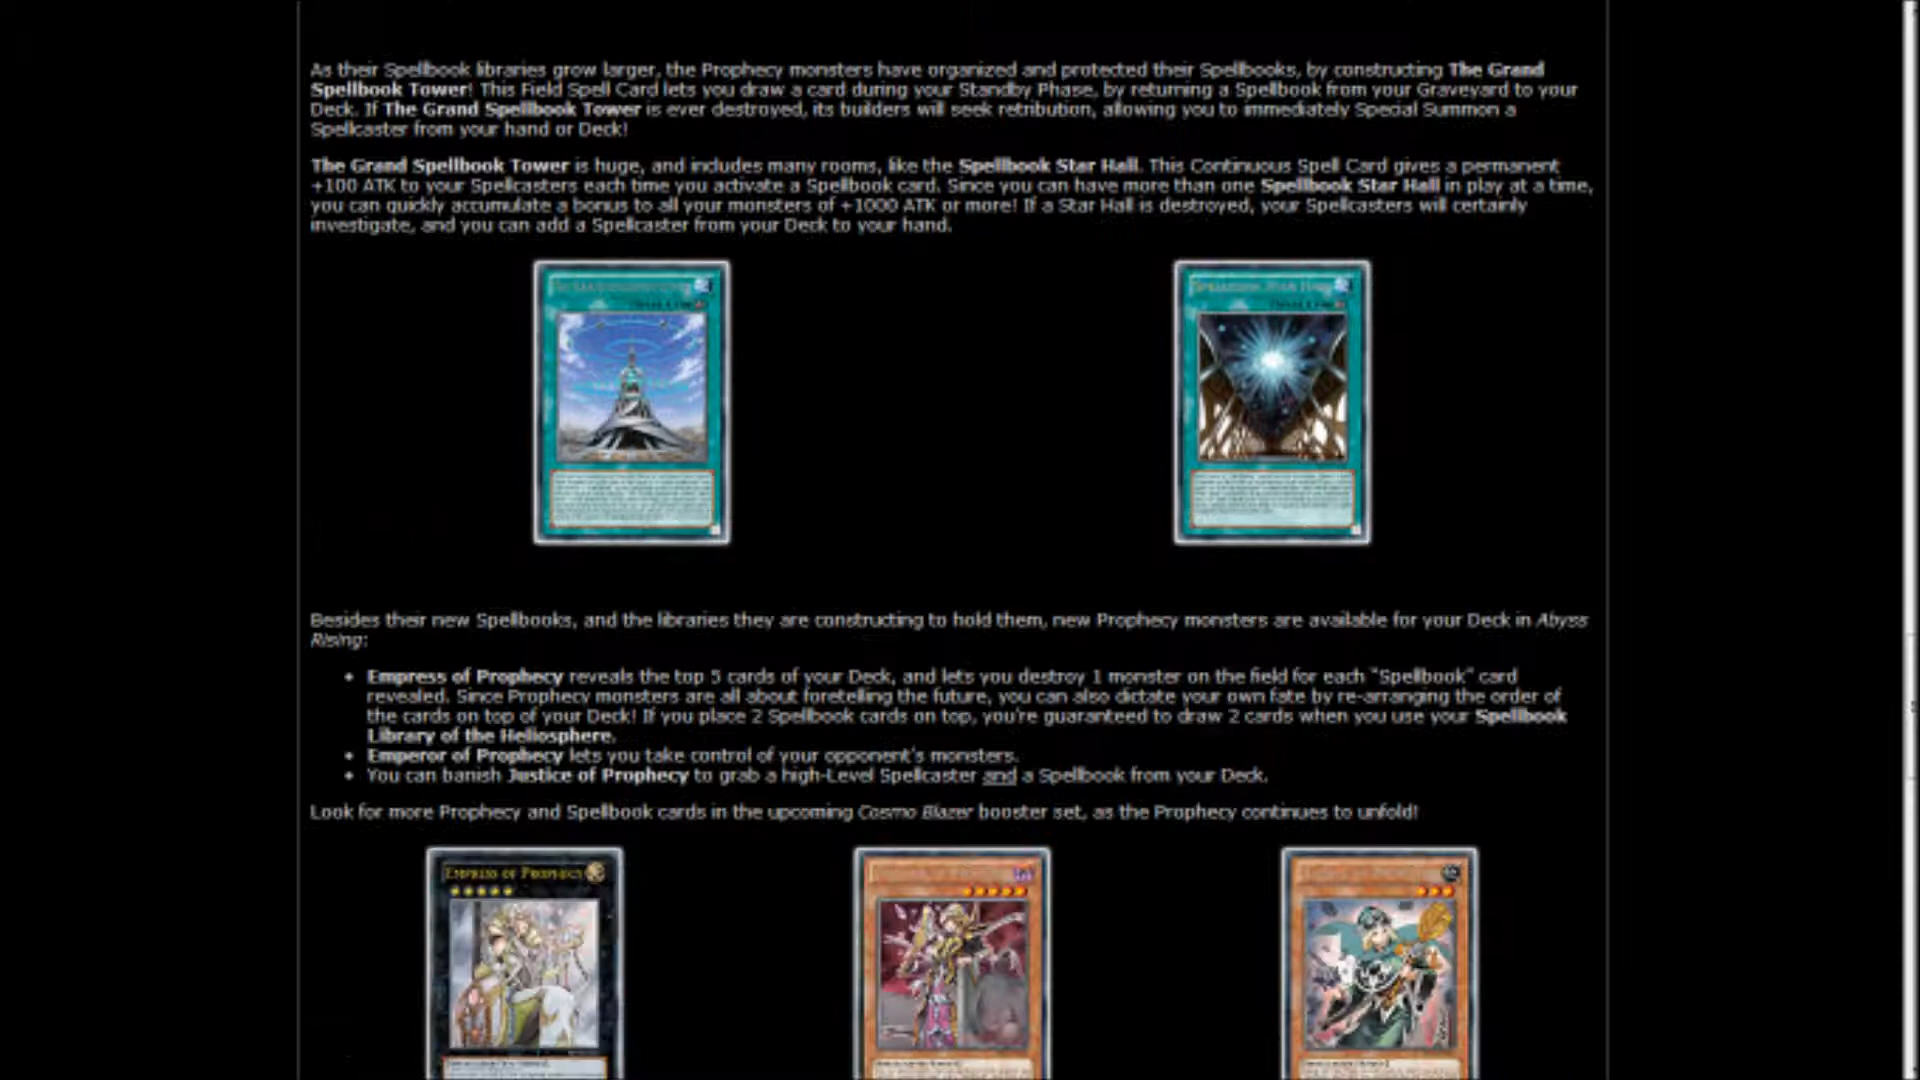 As their Spellbook libraries grow larger, the Prophecy monsters have organized and protected their Spellbooks, by constructing The Grand
Spellbook Tower! This Field Spell Card lets you draw a card during your Standby Phase, by returning a Spellbook from your Graveyard to your
Deck. If The Grand Spellbook Tower is ever destroyed, its builders will seek retribution, allowing you to immediately Special Summon a
Spellcaster from your hand or Deck!
The Grand Spellbook Tower is huge, and includes many rooms, like the Spellbook Star Hall. This Continuous Spell Card gives a permanent
+100 ATK to your Spellcasters each time you activate a Spellbook card. Since you can have more than one Spellbook Star Hall in play at a time,
you can quickly accumulate a bonus to all your monsters of +1000 ATK or more! If a Star Hall is destroyed, your Spellcasters will certainly
investigate, and you can add a Spellcaster from your Deck to your hand.
Spellbook Star Hall
Besides their new Spellbooks, and the libraries they are constructing to hold them, new Prophecy monsters are available for your Deck in Abyss
Rising:
• Empress of Prophecy reveals the top 5 cards of your Deck, and lets you destroy 1 monster on the field for each "Spellbook" card
revealed. Since Prophecy monsters are all about foretelling the future, you can also dictate your own fate by re-arranging the order of
the cards on top of your Deck! If you place 2 Spellbook cards on top, you're guaranteed to draw 2 cards when you use your Spellbook
Library of the Heliosphere.
• Emperor of Prophecy lets you take control of your opponent's monsters.
• You can banish Justice of Prophecy to grab a high-Level Spellcaster and a Spellbook from your Deck.
Look for more Prophecy and Spellbook cards in the upcoming Cosmo Blazer booster set, as the Prophecy continues to unfold!
Empress of Prophecy